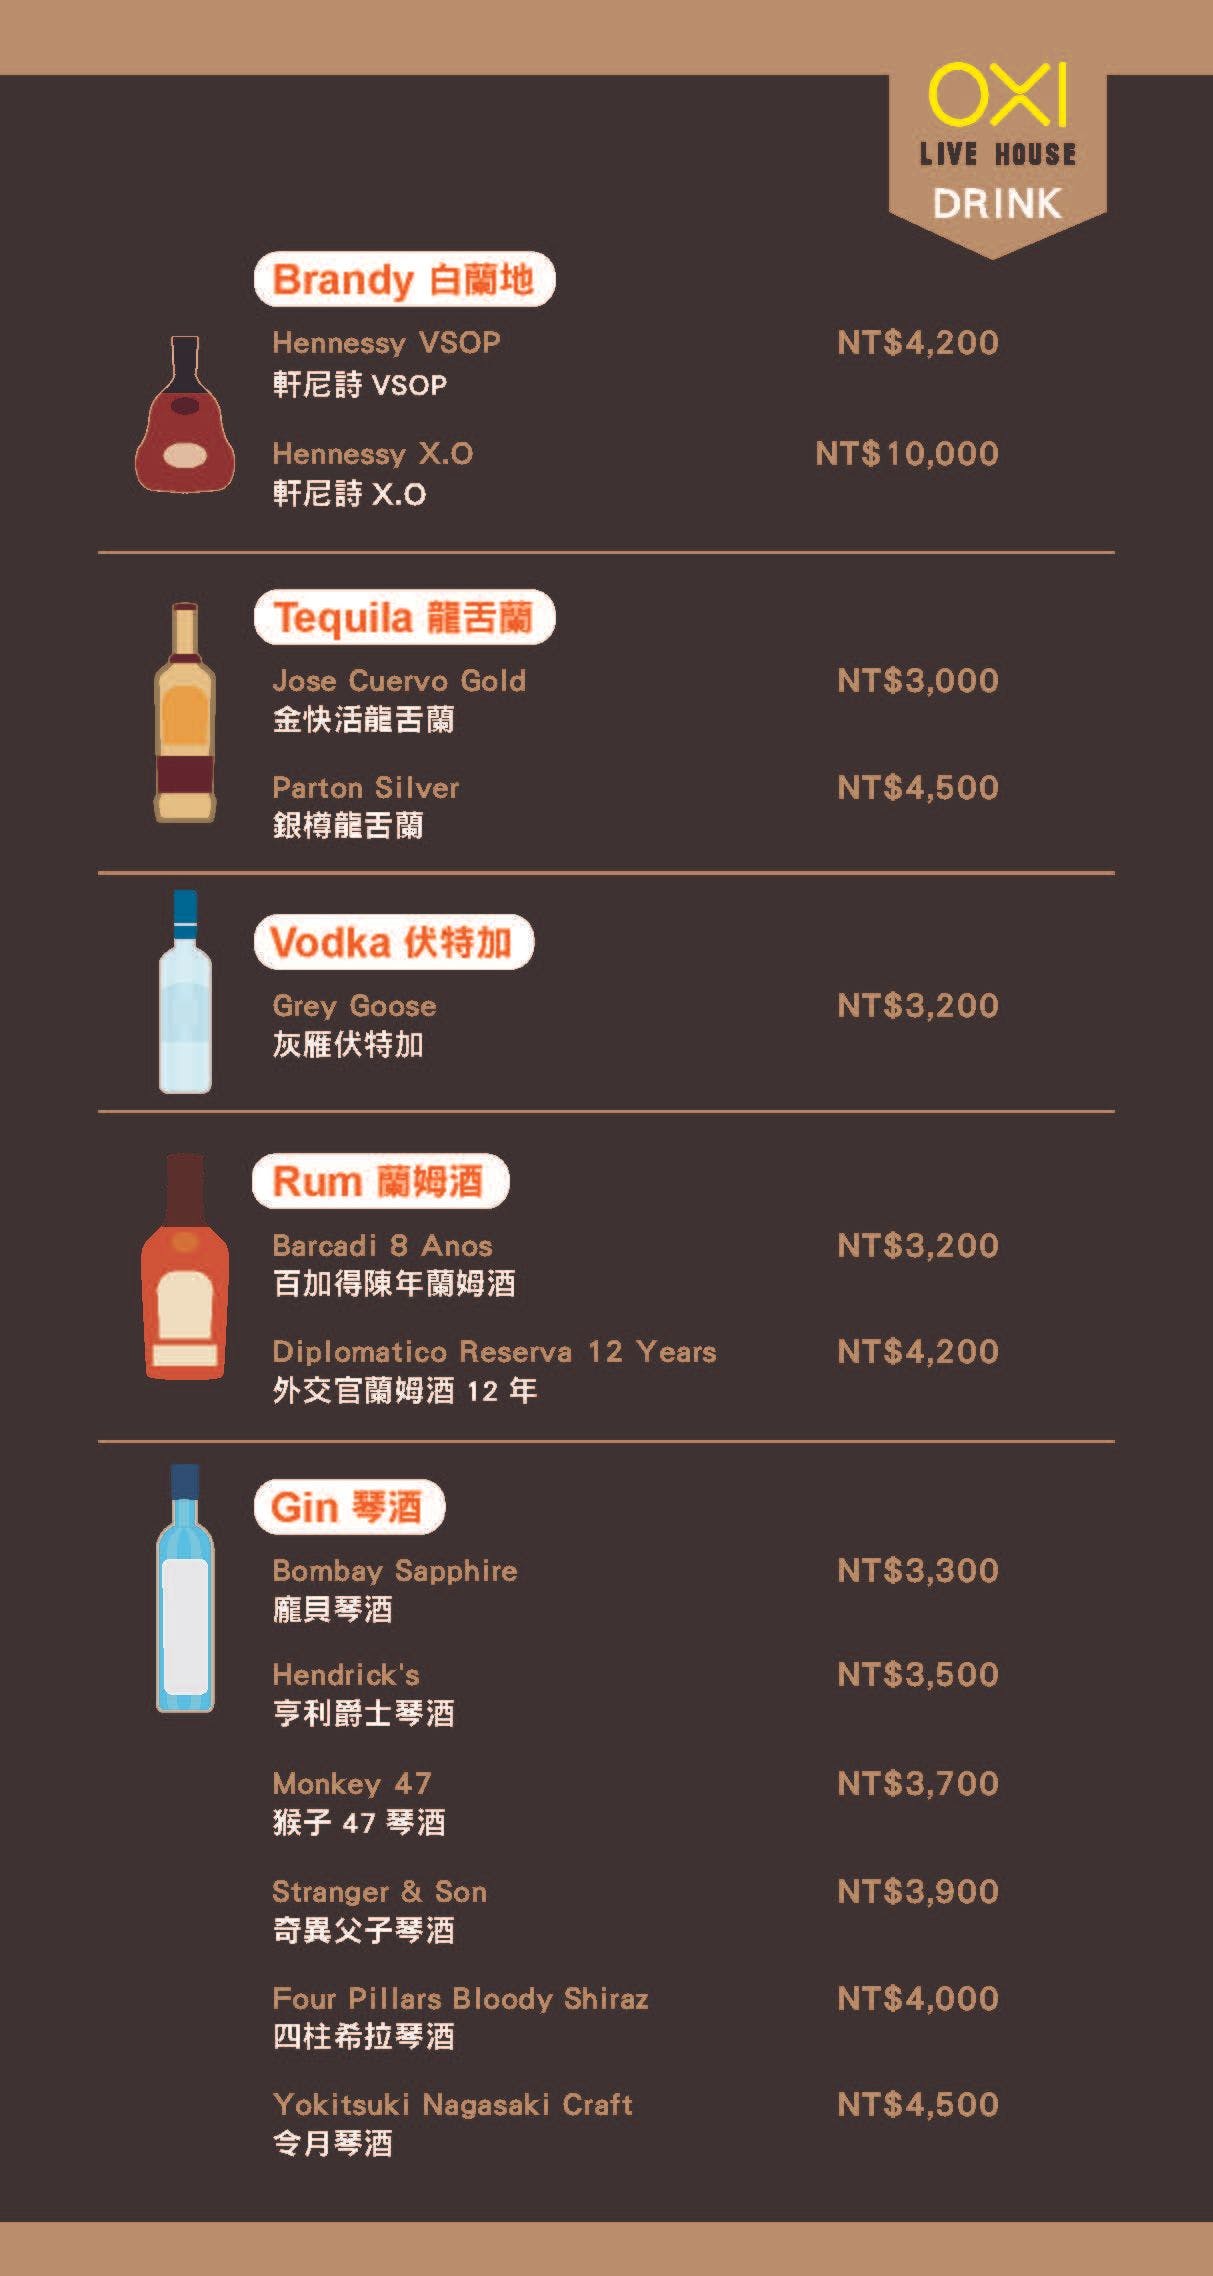 OXI
LIVE HOUSE
DRINK
Brandy 白蘭地
Hennessy VSOP NT$4,200
軒尼詩 VSOP
Hennessy X.O NT$10,000
軒尼詩 X.O
Tequila 龍舌蘭
Jose Cuervo Gold NT$3,000
金快活龍舌蘭
Parton Silver NT$4,500
銀樽龍舌蘭
Vodka 伏特加
Grey Goose NT$3,200
灰雁伏特加
Rum 蘭姆酒
Barcadi 8 Anos NT$3,200
百加得陳年蘭姆酒
Diplomatico Reserva 12 Years NT$4,200
外交官蘭姆酒 12 年
Gin 琴酒
Bombay Sapphire NT$3,300
龐貝琴酒
Hendrick's NT$3,500
亨利爵士琴酒
Monkey 47 NT$3,700
猴子 47 琴酒
Stranger & Son NT$3,900
奇異父子琴酒
Four Pillars Bloody Shiraz NT$4,000
四柱希拉琴酒
Yokitsuki Nagasaki Craft NT$4,500
令月琴酒